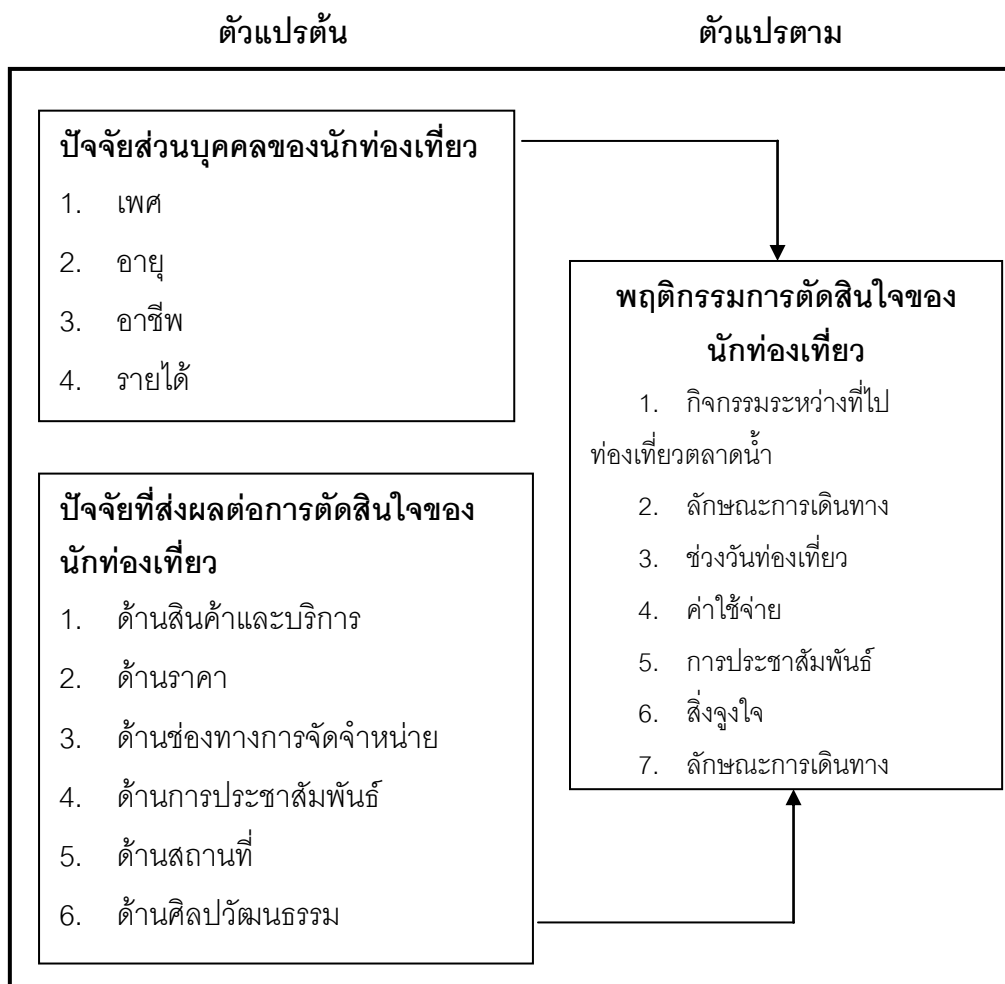 ตัวแปรต้น
ตัวแปรตาม
ปัจจัยส่วนบุคคลของนักท่องเที่ยว
1. เพศ
2. อายุ
3. อาชีพ
4. รายได้
ปัจจัยที่ส่งผลต่อการตัดสินใจของ
นักท่องเที่ยว
1. ด้านสินค้าและบริการ
2. ด้านราคา
3. ด้านช่องทางการจัดจำหน่าย
4. ด้านการประชาสัมพันธ์
5. ด้านสถานที่
6. ด้านศิลปวัฒนธรรม
พฤติกรรมการตัดสินใจของ
นักท่องเที่ยว
1. กิจกรรมระหว่างที่ไป
ท่องเที่ยวตลาดน้ำ
2. ลักษณะการเดินทาง
3. ช่วงวันท่องเที่ยว
4. ค่าใช้จ่าย
5. การประชาสัมพันธ์
6. สิ่งจูงใจ
7. ลักษณะการเดินทาง